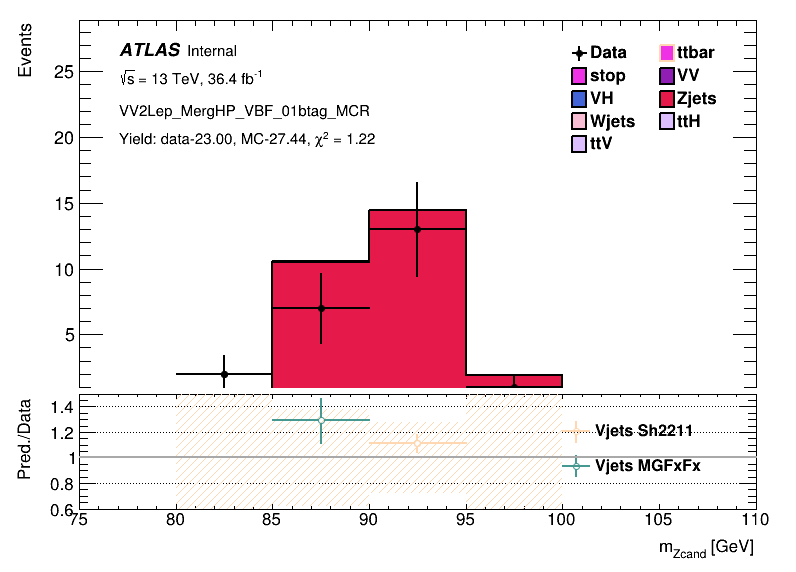 Events
ATLAS Internal
√s = 13 TeV, 36.4 fb⁻¹
VV2Lep_MergHP_VBF_01btag_MCR
Yield: data-23.00, MC-27.44, χ² = 1.22
Data ttbar
stop VV
VH Zjets
Wjets ttH
ttV
25
20
15
10
5
Pred./Data
1.4
1.2
1
0.8
0.6
Vjets Sh2211
Vjets MGFxFx
75 80 85 90 95 100 105 110
m_Zcand [GeV]